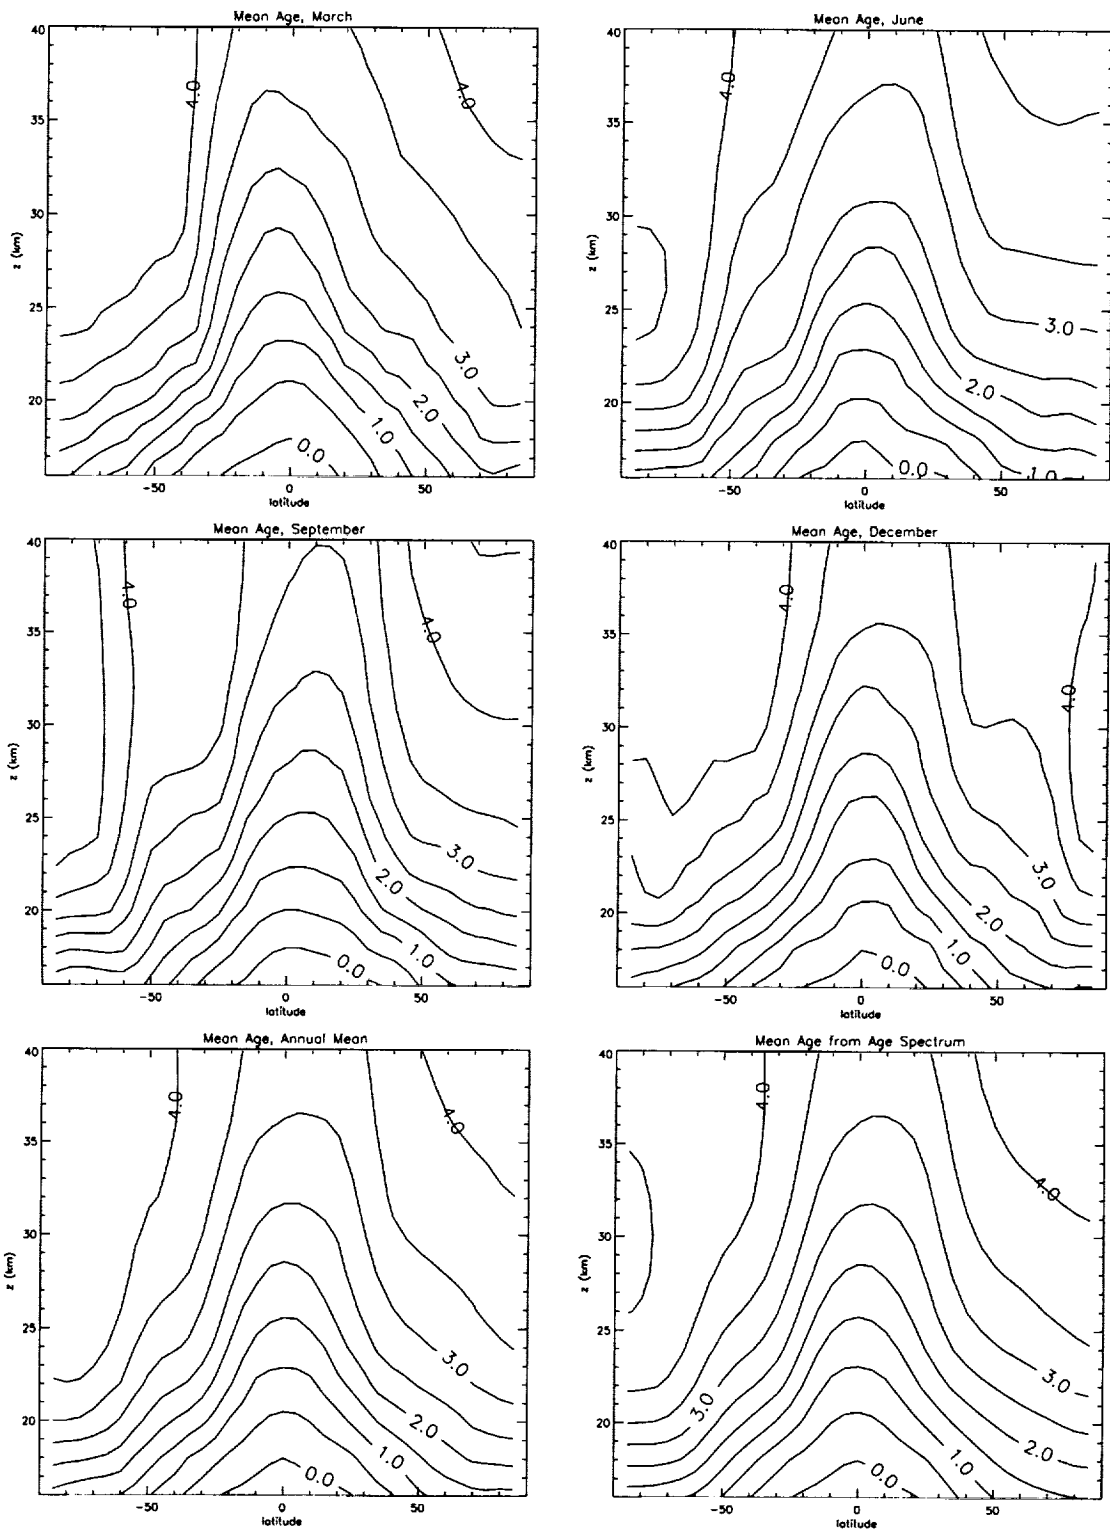 Mean Age, March
40
35
30
25
20
z (km)
-50 0 50
latitude
4.0
4.0
3.0
2.0
1.0
0.0
Mean Age, June
40
35
30
25
20
z (km)
-50 0 50
latitude
4.0
3.0
2.0
1.0
0.0
Mean Age, September
40
35
30
25
20
z (km)
-50 0 50
latitude
4.0
4.0
3.0
2.0
1.0
0.0
Mean Age, December
40
35
30
25
20
z (km)
-50 0 50
latitude
4.0
4.0
3.0
2.0
1.0
0.0
Mean Age, Annual Mean
40
35
30
25
20
z (km)
-50 0 50
latitude
4.0
4.0
3.0
2.0
1.0
0.0
Mean Age from Age Spectrum
40
35
30
25
20
z (km)
-50 0 50
latitude
4.0
4.0
3.0
3.0
2.0
1.0
0.0